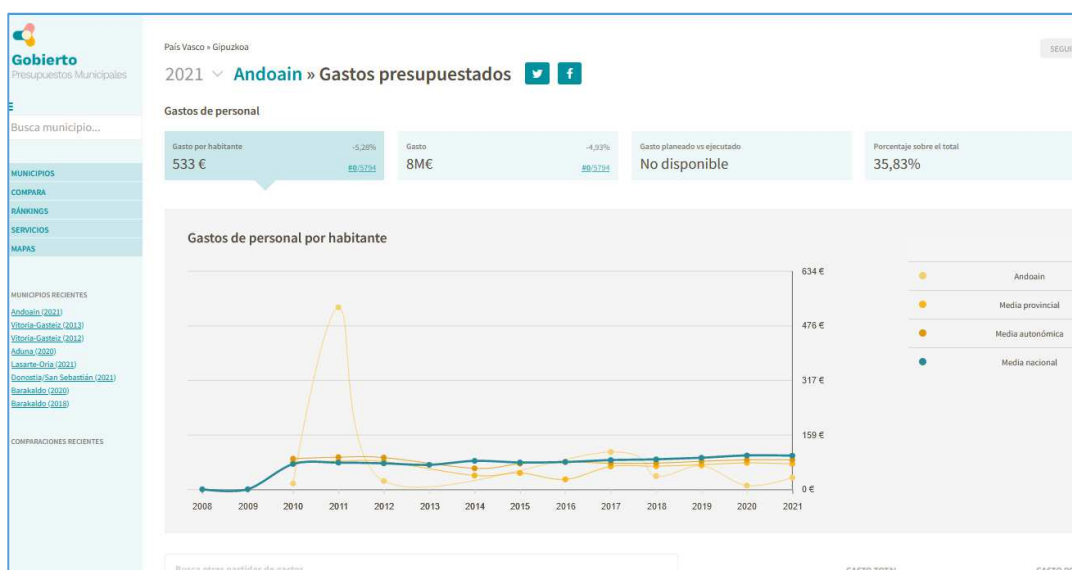 Gobierto
Presupuestos Municipales
Busca municipio...
MUNICIPIOS
COMPARA
RÁNKINGS
SERVICIOS
MAPAS
MUNICIPIOS RECIENTES
Andoain (2021)
Vitoria-Gasteiz (2013)
Vitoria-Gasteiz (2012)
Aduna (2020)
Lasarte-Oria (2021)
Donostia/San Sebastián (2021)
Barakaldo (2020)
Barakaldo (2018)
COMPARACIONES RECIENTES
País Vasco » Gipuzkoa
2021 Andoain » Gastos presupuestados
Gastos de personal
Gasto por habitante -5,28%
533 € #0/5794
Gasto -4,93%
8M€ #0/5794
Gasto planeado vs ejecutado
No disponible
Porcentaje sobre el total
35,83%
Gastos de personal por habitante
634 €
476 €
317 €
159 €
0 €
2008 2009 2010 2011 2012 2013 2014 2015 2016 2017 2018 2019 2020 2021
Andoain
Media provincial
Media autonómica
Media nacional